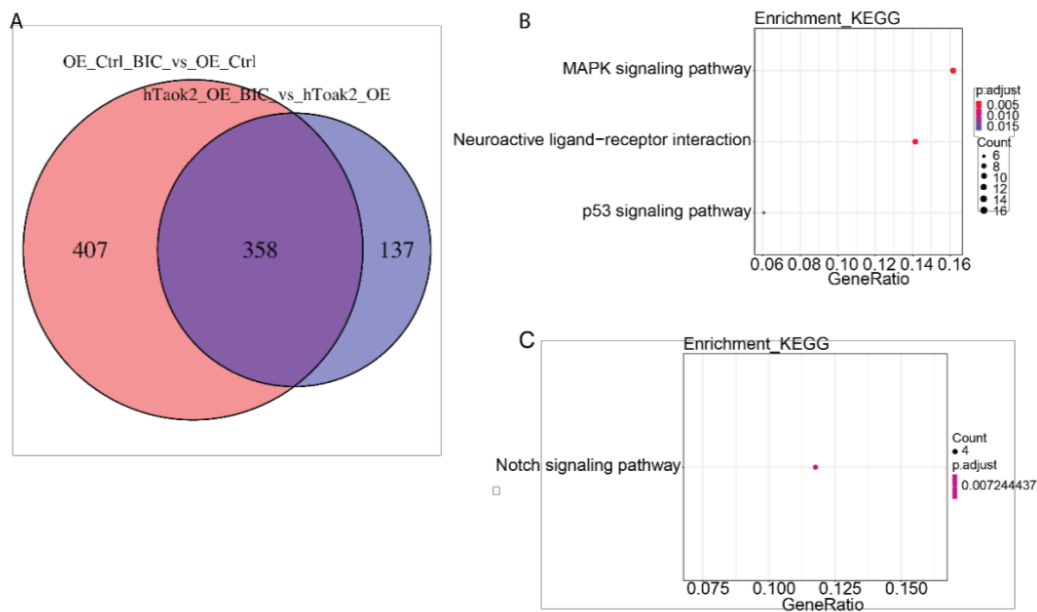 A
OE_Ctrl_BIC_vs_OE_Ctrl
hTaok2_OE_BIC_vs_hToak2_OE
407
358
137
B
Enrichment_KEGG
MAPK signaling pathway
Neuroactive ligand−receptor interaction
p53 signaling pathway
0.06 0.08 0.10 0.12 0.14 0.16
GeneRatio
p.adjust
0.005
0.010
0.015
Count
6
8
10
12
14
16
C
Enrichment_KEGG
Notch signaling pathway
0.075 0.100 0.125 0.150
GeneRatio
Count
4
p.adjust
0.007244437